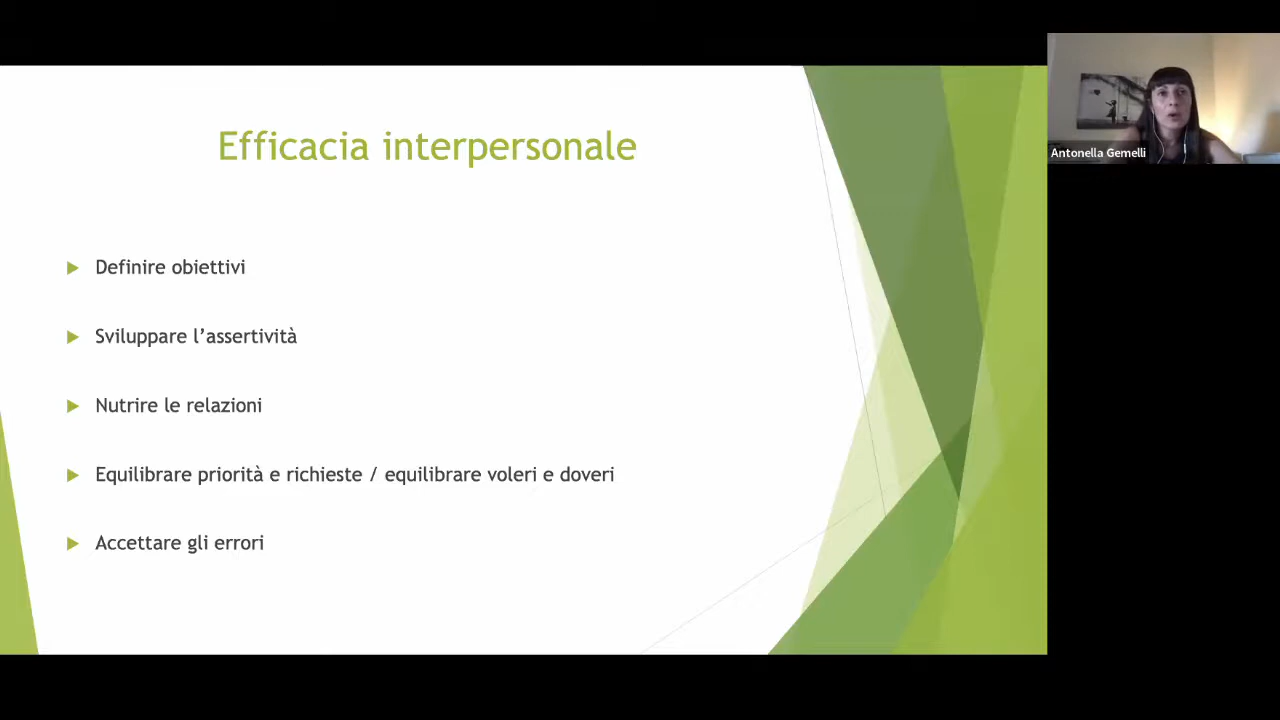 Efficacia interpersonale
Definire obiettivi
Sviluppare l’assertività
Nutrire le relazioni
Equilibrare priorità e richieste / equilibrare voleri e doveri
Accettare gli errori
Antonella Gemelli